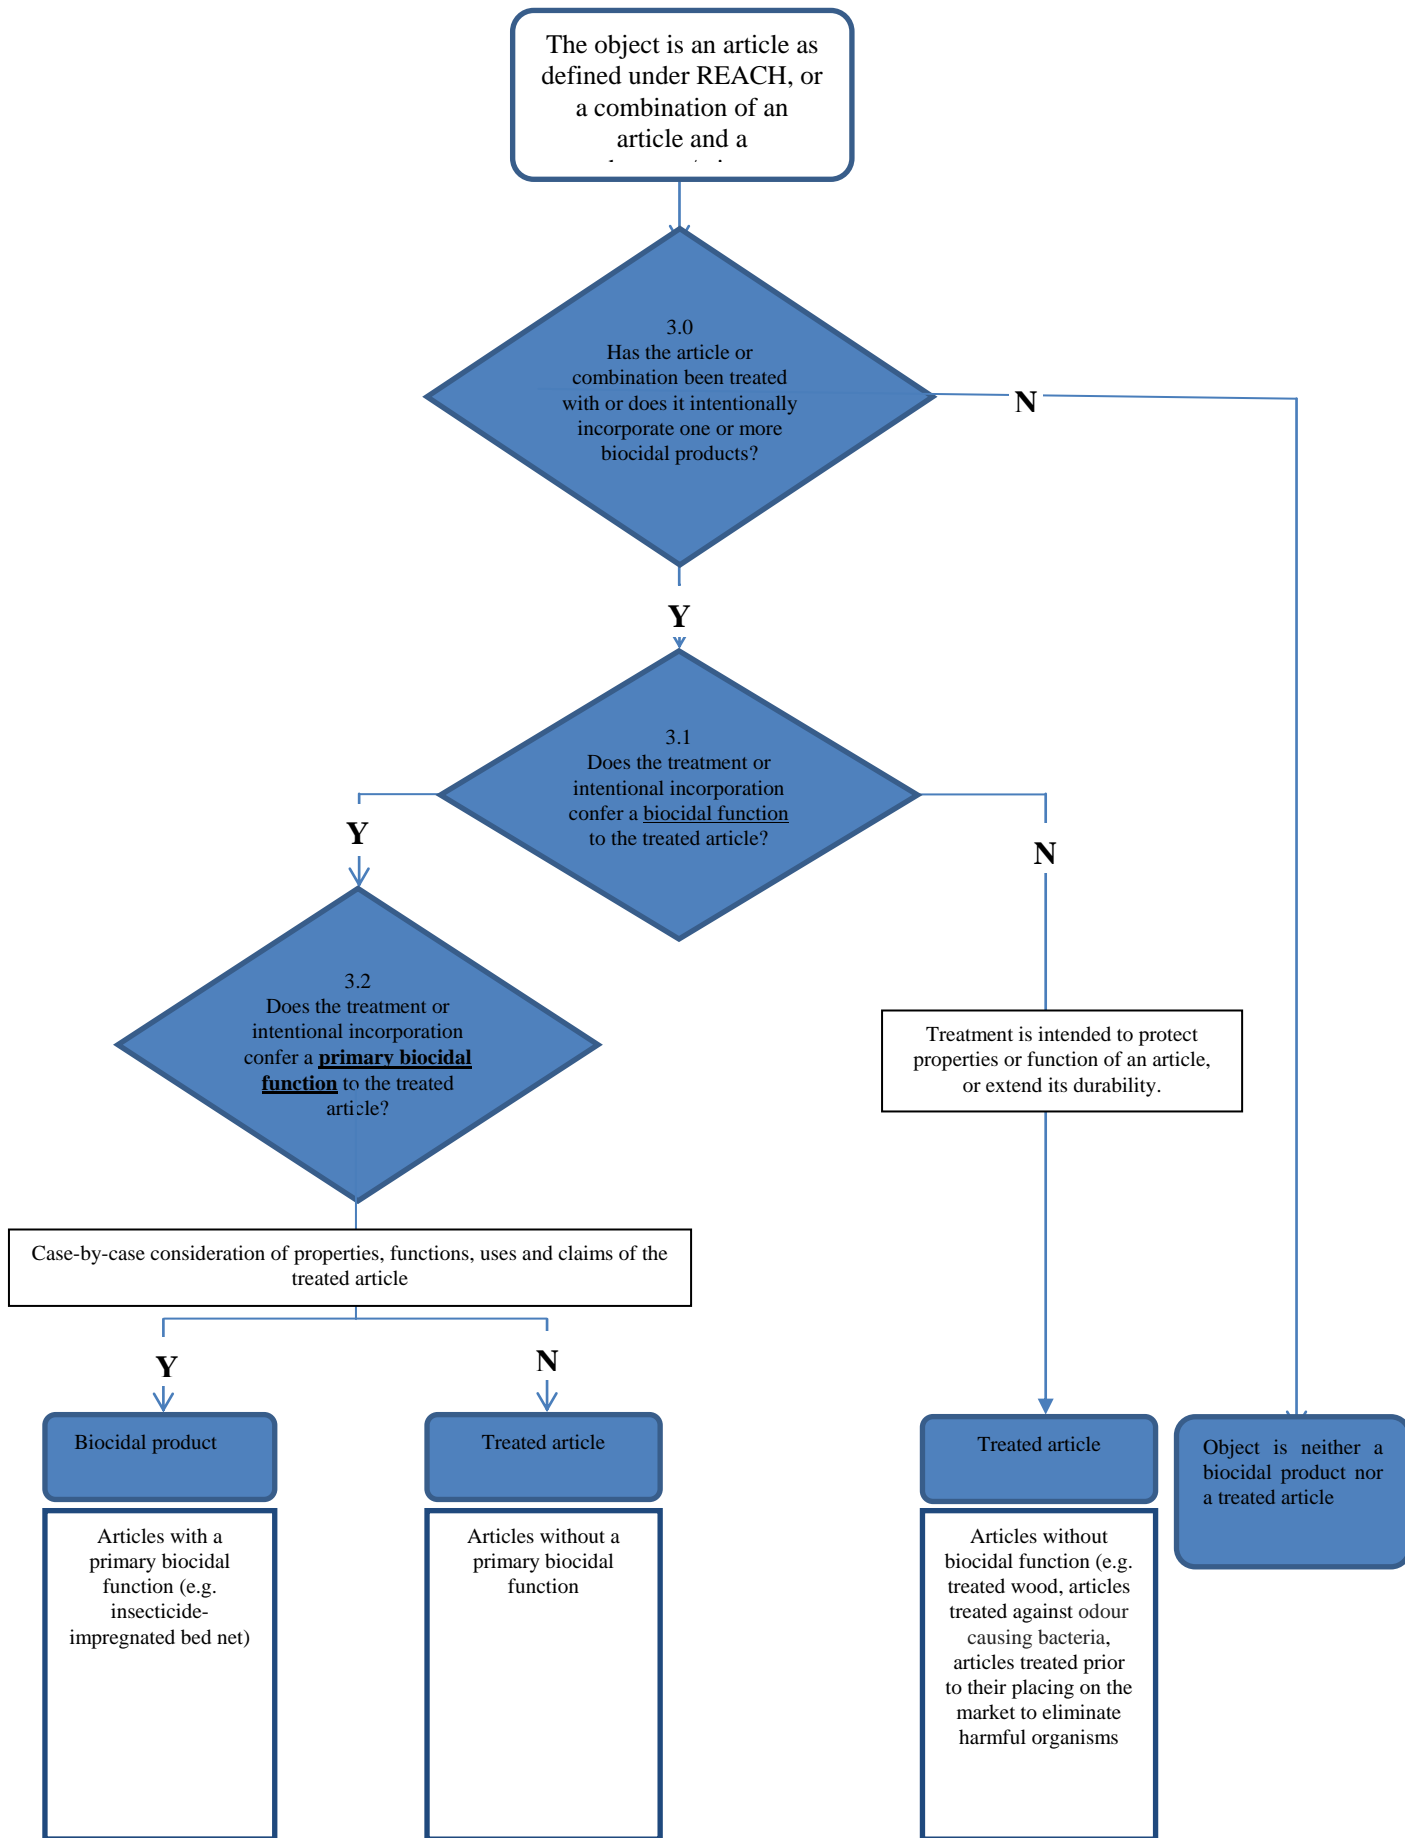 The object is an article as
defined under REACH, or
a combination of an
article and a
3.0
Has the article or
combination been treated
with or does it intentionally
incorporate one or more
biocidal products?
N
Y
3.1
Does the treatment or
intentional incorporation
confer a biocidal function
to the treated article?
Y
N
3.2
Does the treatment or
intentional incorporation
confer a primary biocidal
function to the treated
article?
Treatment is intended to protect
properties or function of an article,
or extend its durability.
Case-by-case consideration of properties, functions, uses and claims of the
treated article
Y
N
Biocidal product
Treated article
Treated article
Object is neither a
biocidal product nor
a treated article
Articles with a
primary biocidal
function (e.g.
insecticide-
impregnated bed net)
Articles without a
primary biocidal
function
Articles without
biocidal function (e.g.
treated wood, articles
treated against odour
causing bacteria,
articles treated prior
to their placing on the
market to eliminate
harmful organisms